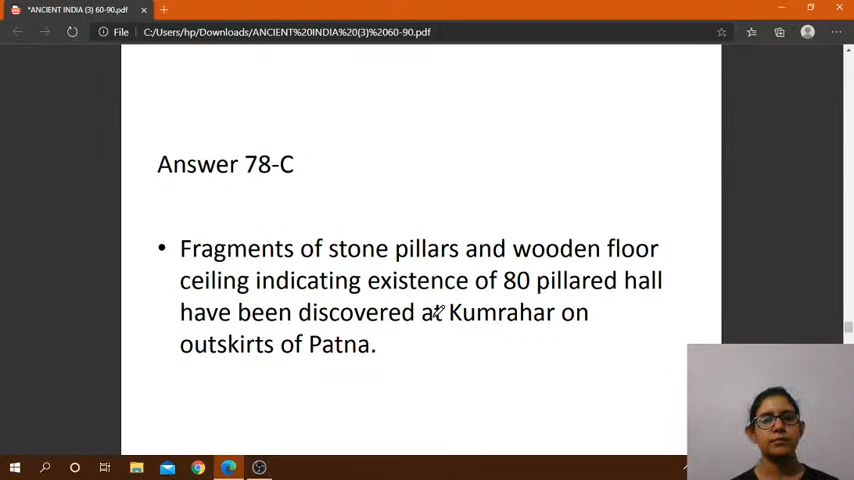 *ANCIENT INDIA (3) 60-90.pdf
File
C:/Users/hp/Downloads/ANCIENT%20INDIA%20(3)%2060-90.pdf
Answer 78-C
• Fragments of stone pillars and wooden floor
ceiling indicating existence of 80 pillared hall
have been discovered at Kumrahar on
outskirts of Patna.